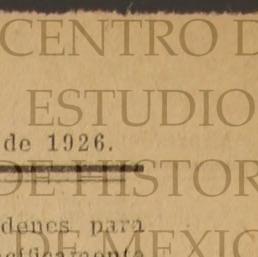 CENTRO D
ESTUDIO
de 1926.
DE HISTOR
denes para
DE MEXIC